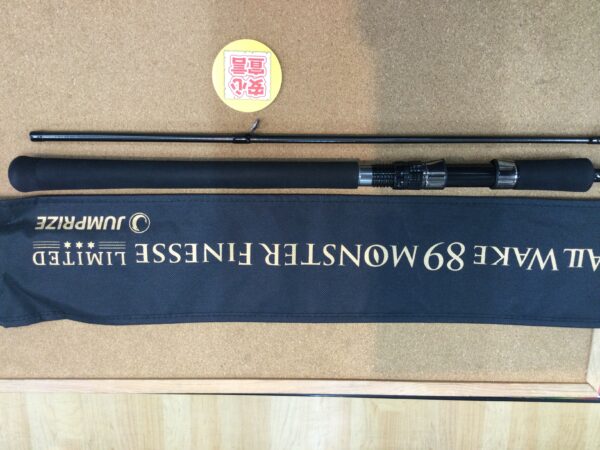 安心
宣言
All WAKE 89 MONSTER FINESSE
LIMITED
JUMPRIZE